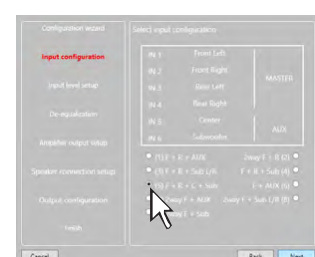 Configuration wizard
Select input configuration
Input configuration
Input level setup
De-equalization
Amplifier output setup
Speaker connection setup
Output configuration
Finish
IN 1 Front Left
IN 2 Front Right
IN 3 Rear Left
IN 4 Rear Right
MASTER
IN 5 Center
IN 6 Subwoofer
AUX
(1) F + R + AUX 2way F + R (2)
(3) F + R + Sub L/R F + R + Sub (4)
(5) F + R + C + Sub F + AUX (6)
2way F + AUX 2way F + Sub L/R (8)
F + Sub
Cancel Back Next